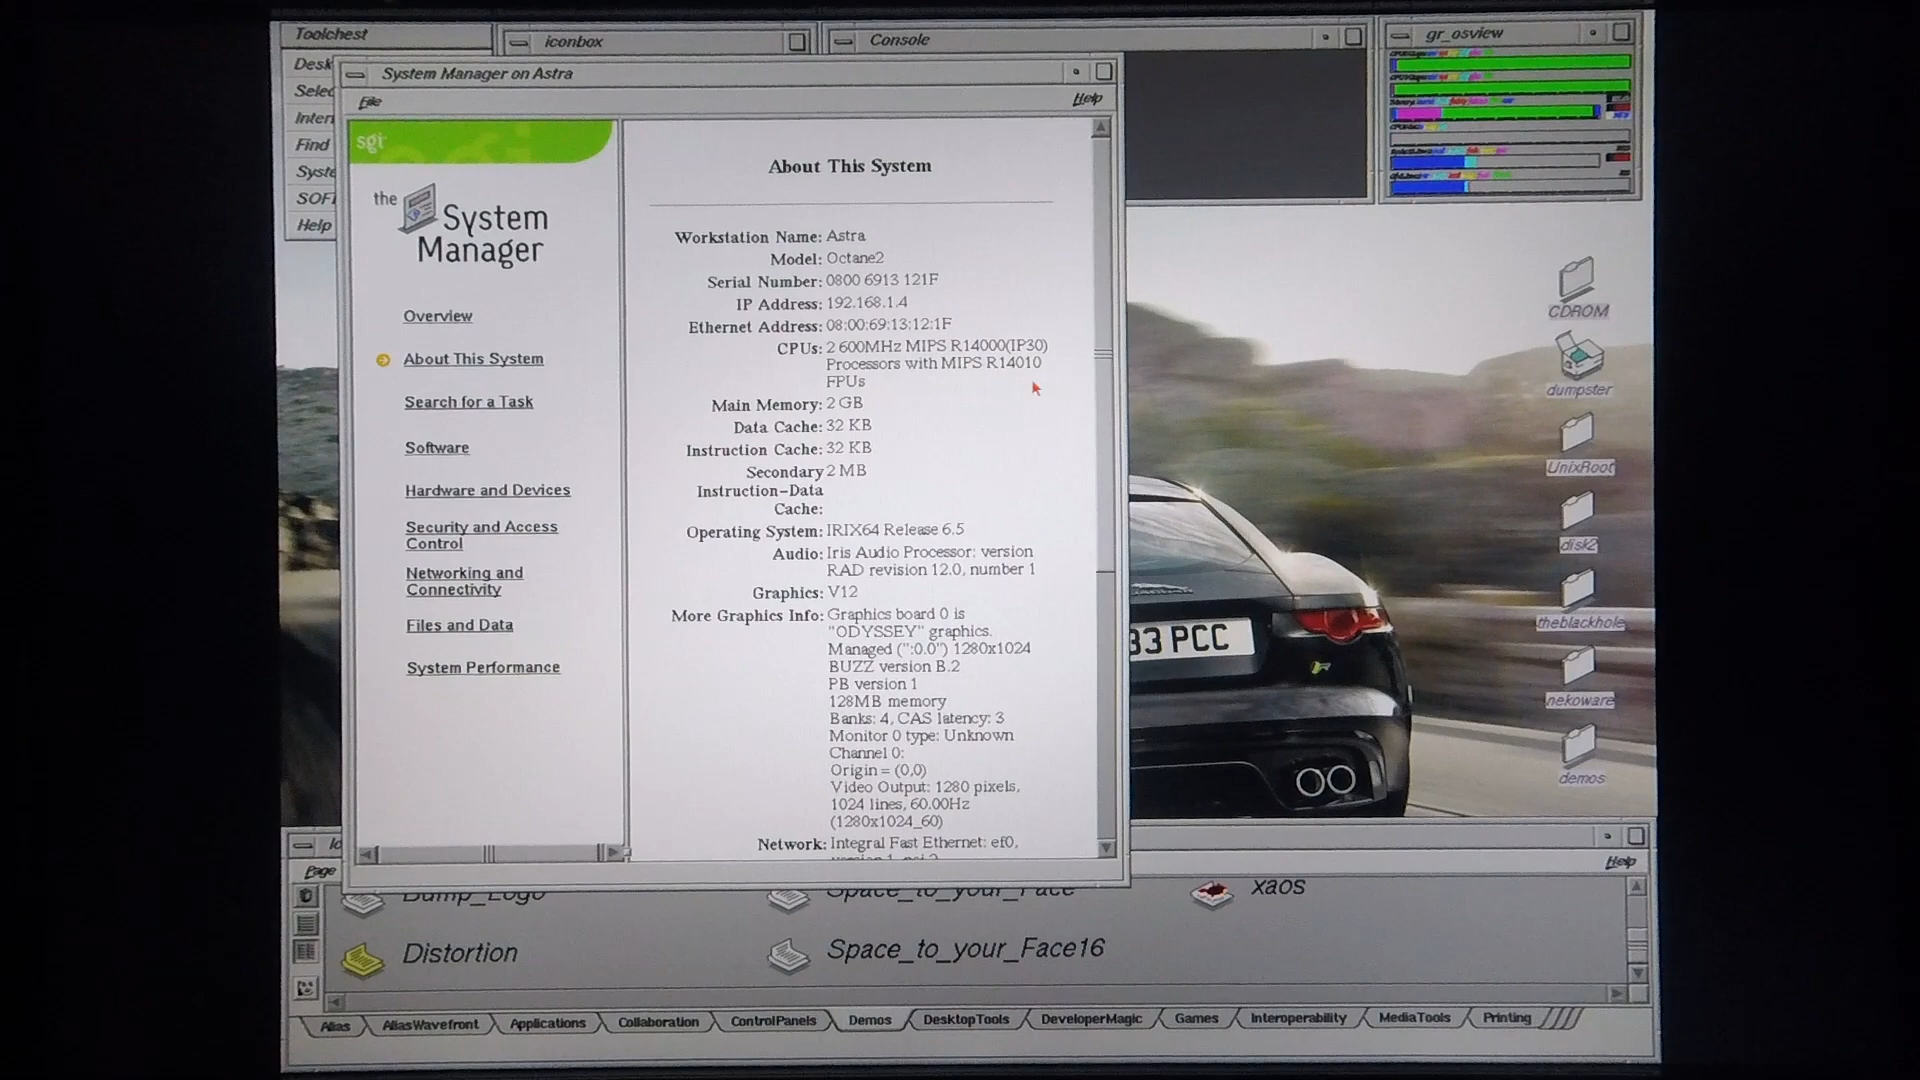 Toolchest
iconbox
Console
gr_osview
Desk
Selec
Inter
Find
Syste
SOFT
Help
System Manager on Astra
File
Help
sgi
the
System
Manager
Overview
About This System
Search for a Task
Software
Hardware and Devices
Security and Access
Control
Networking and
Connectivity
Files and Data
System Performance
About This System
Workstation Name: Astra
Model: Octane2
Serial Number: 0800 6913 121F
IP Address: 192.168.1.4
Ethernet Address: 08:00:69:13:12:1F
CPUs: 2 600MHz MIPS R14000(IP30)
Processors with MIPS R14010
FPUs
Main Memory: 2 GB
Data Cache: 32 KB
Instruction Cache: 32 KB
Secondary 2 MB
Instruction-Data
Cache:
Operating System: IRIX64 Release 6.5
Audio: Iris Audio Processor: version
RAD revision 12.0, number 1
Graphics: V12
More Graphics Info: Graphics board 0 is
"ODYSSEY" graphics.
Managed (":0.0") 1280x1024
BUZZ version B.2
PB version 1
128MB memory
Banks: 4, CAS latency: 3
Monitor 0 type: Unknown
Channel 0:
Origin = (0,0)
Video Output: 1280 pixels,
1024 lines, 60.00Hz
(1280x1024_60)
Network: Integral Fast Ethernet: ef0,
CDROM
dumpster
UnixRoot
disk2
theblackhole
nekoware
demos
33 PCC
Page
Help
Bump_Logo
Space_to_your_Face
xaos
Distortion
Space_to_your_Face16
Alias
AliasWavefront
Applications
Collaboration
ControlPanels
Demos
DesktopTools
DeveloperMagic
Games
Interoperability
MediaTools
Printing